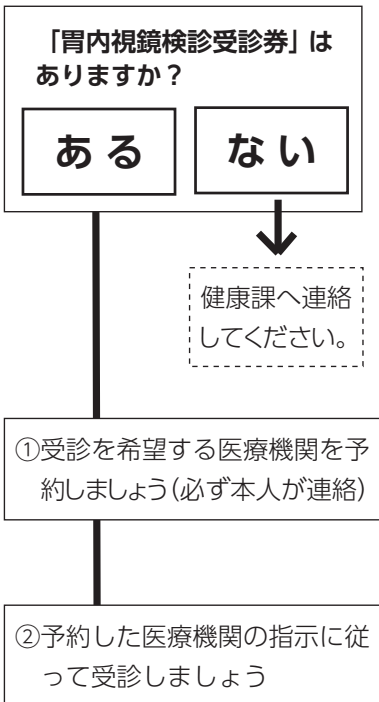 「胃内視鏡検診受診券」は
ありますか？
ある
ない
健康課へ連絡
してください。
①受診を希望する医療機関を予
約しましょう(必ず本人が連絡)
②予約した医療機関の指示に従
って受診しましょう